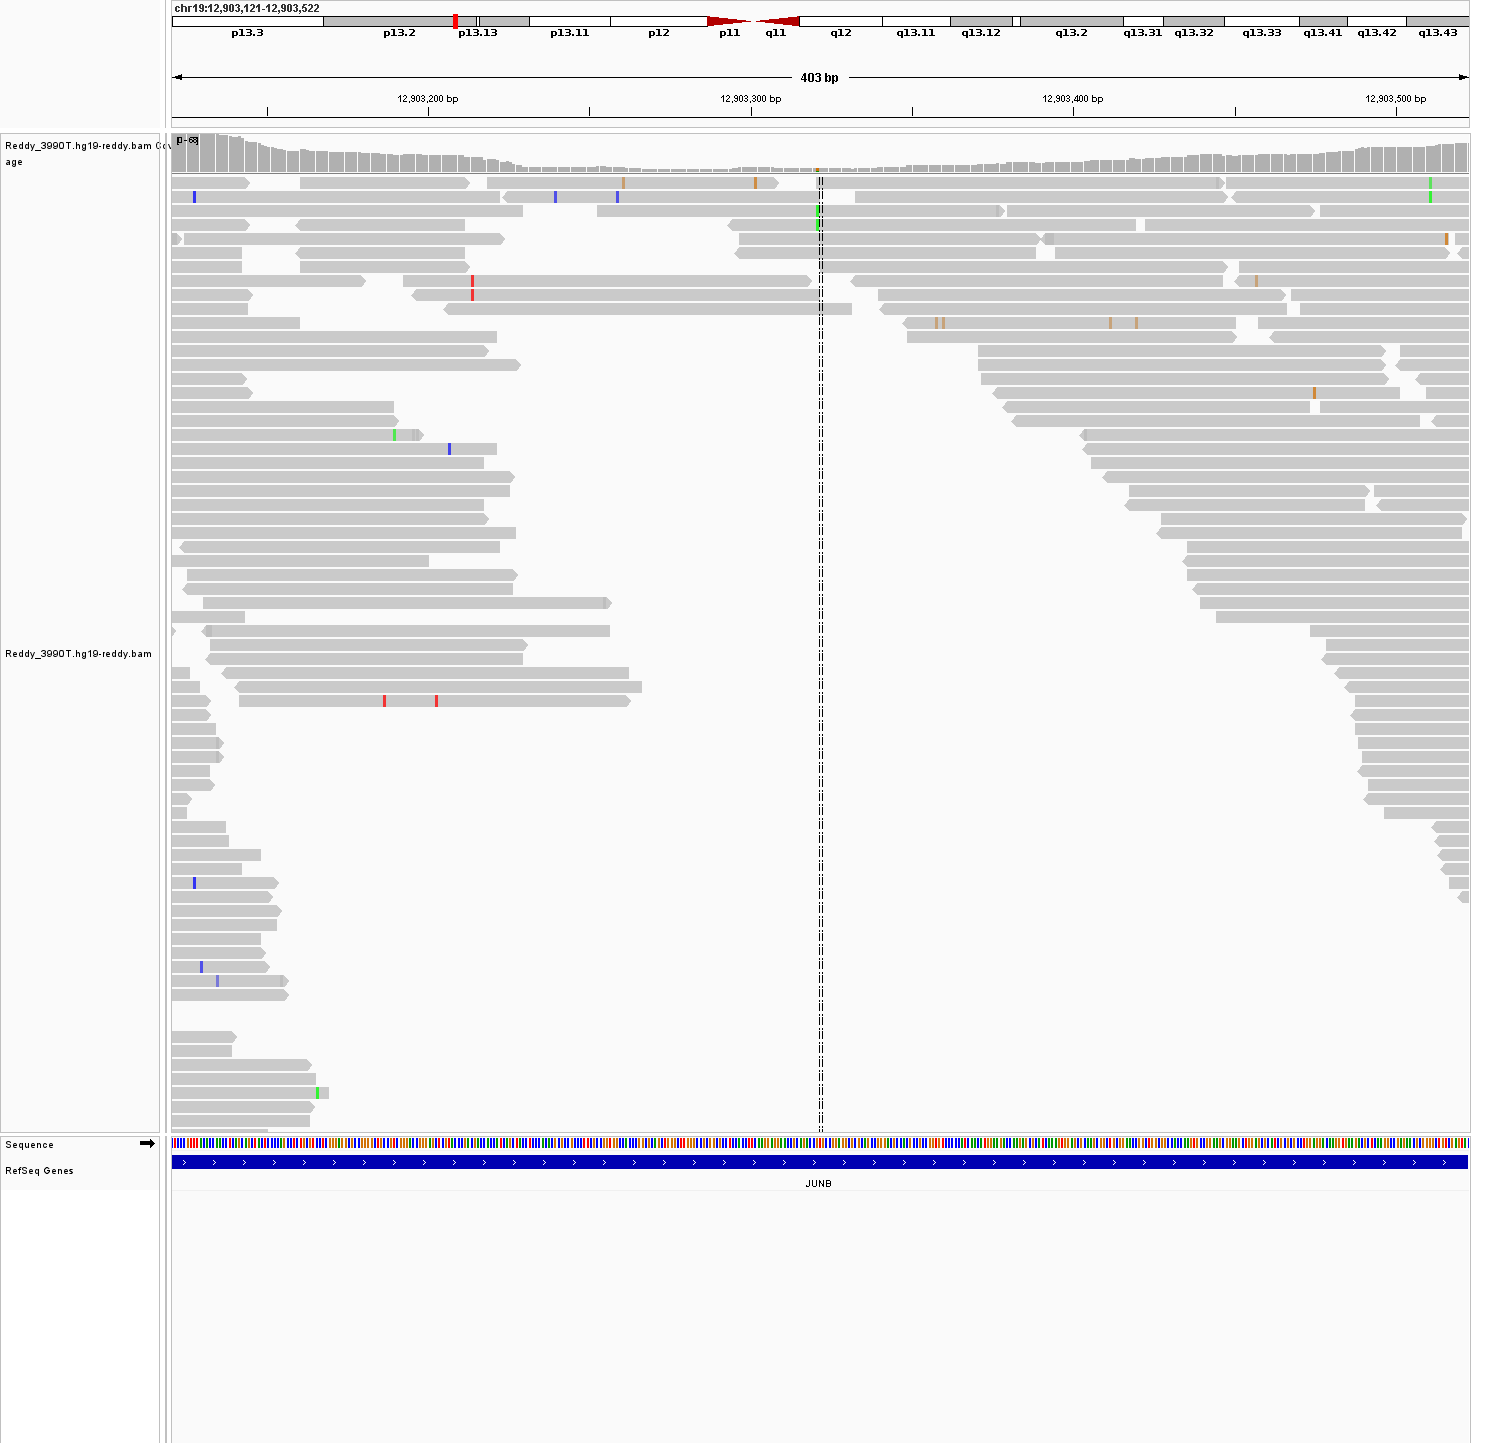 chr19:12,903,121-12,903,522
p13.3 p13.2 p13.13 p13.11 p12 p11 q11 q12 q13.11 q13.12 q13.2 q13.31 q13.32 q13.33 q13.41 q13.42 q13.43
403 bp
12,903,200 bp 12,903,300 bp 12,903,400 bp 12,903,500 bp
Reddy_3990T.hg19-reddy.bam Cov
age
[0 - 68]
Reddy_3990T.hg19-reddy.bam
Sequence
RefSeq Genes
JUNB